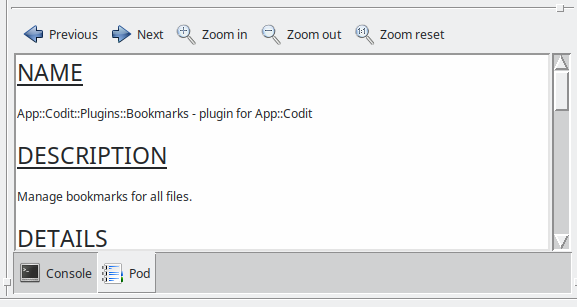 Previous Next Zoom in Zoom out Zoom reset
NAME
App::Codit::Plugins::Bookmarks - plugin for App::Codit
DESCRIPTION
Manage bookmarks for all files.
DETAILS
Console Pod